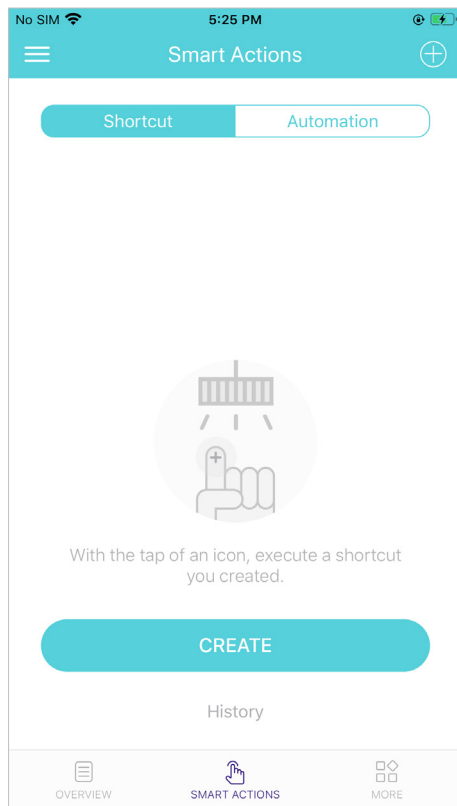 No SIM 5:25 PM
Smart Actions
Shortcut Automation
With the tap of an icon, execute a shortcut
you created.
CREATE
History
OVERVIEW SMART ACTIONS MORE